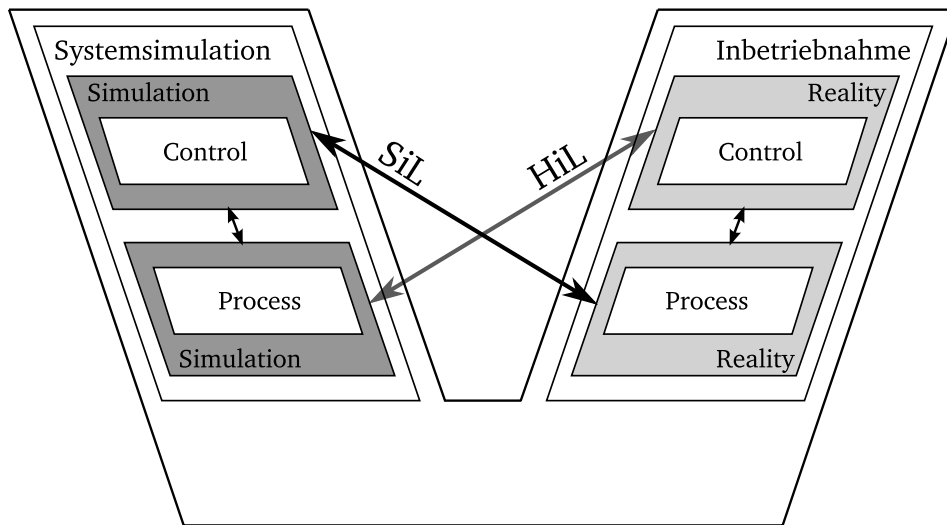 Systemsimulation
Simulation
Control
Process
Simulation
SiL
HiL
Inbetriebnahme
Reality
Control
Process
Reality